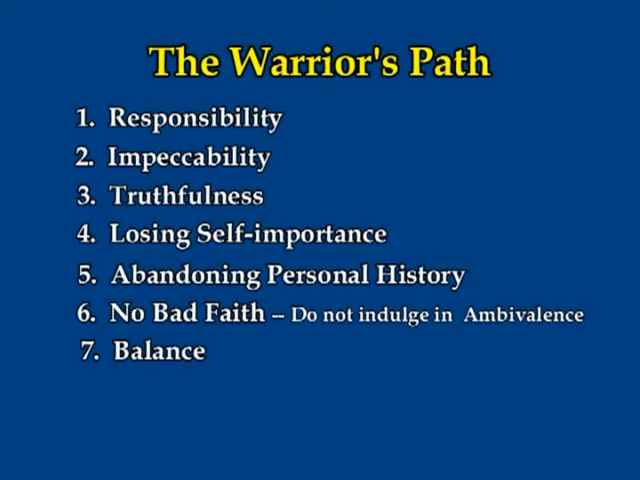 The Warrior's Path
1. Responsibility
2. Impeccability
3. Truthfulness
4. Losing Self-importance
5. Abandoning Personal History
6. No Bad Faith -- Do not indulge in Ambivalence
7. Balance